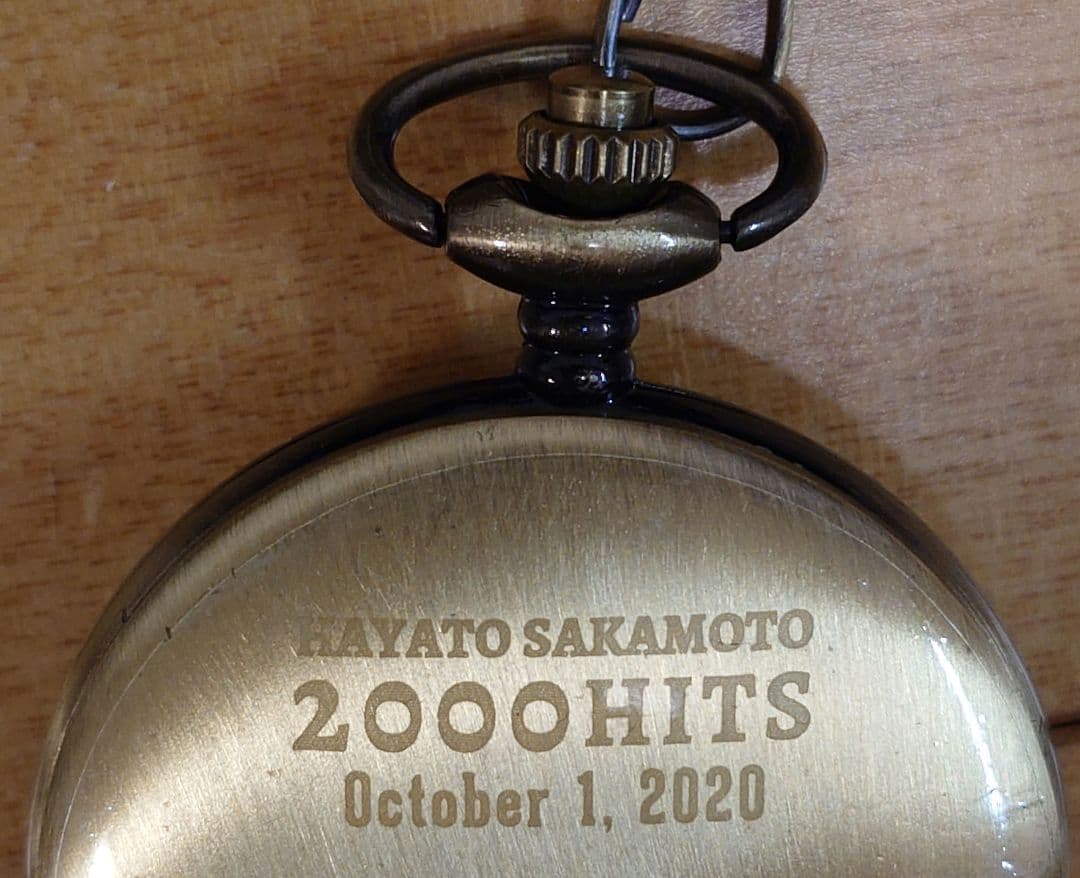 HAYATO SAKAMOTO
2000HITS
October 1, 2020